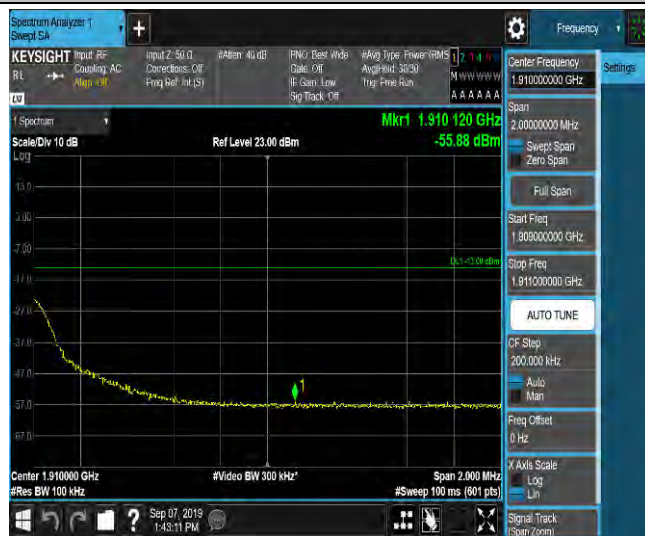 Spectrum Analyzer 1
Swept SA
+
Frequency
KEYSIGHT
RL
Input: RF
Coupling: AC
Align: Off
Input Z: 50 Ω
Corrections: Off
Freq Ref: Int (S)
#Atten: 40 dB
PNO: Best Wide
Gate: Off
IF Gain: Low
Sig Track: Off
#Avg Type: Power (RMS
Avg|Hold: 30/30
Trig: Free Run
M W W W W W
A A A A A A
1 Spectrum
Scale/Div 10 dB
Ref Level 23.00 dBm
Mkr1 1.910 120 GHz
-55.88 dBm
Log
13.0
3.00
-7.00
DL1 -13.00 dBm
-17.0
-27.0
-37.0
-47.0
-57.0
-67.0
1
Center 1.910000 GHz
#Video BW 300 kHz*
Span 2.000 MHz
#Res BW 100 kHz
#Sweep 100 ms (601 pts)
?
Sep 07, 2019
1:43:11 PM
Center Frequency
1.910000000 GHz
Settings
Span
2.00000000 MHz
Swept Span
Zero Span
Full Span
Start Freq
1.909000000 GHz
Stop Freq
1.911000000 GHz
AUTO TUNE
CF Step
200.000 kHz
Auto
Man
Freq Offset
0 Hz
X Axis Scale
Log
Lin
Signal Track
(Span Zoom)